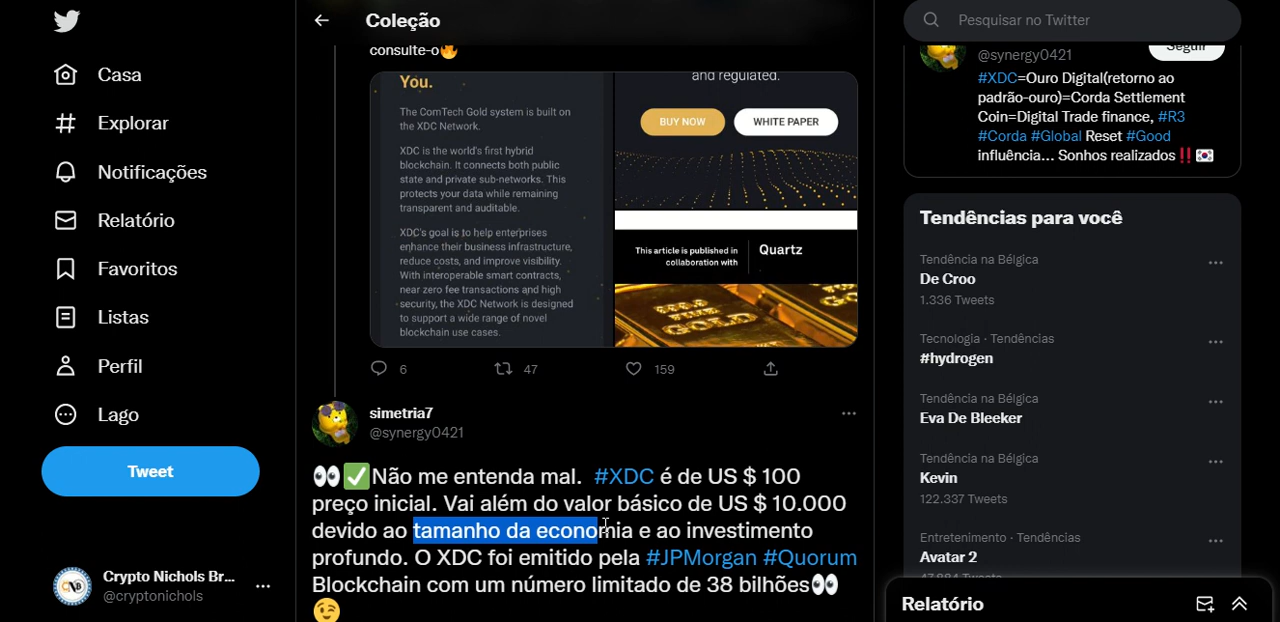 Casa
Explorar
Notificações
Relatório
Favoritos
Listas
Perfil
Lago
Tweet
Crypto Nichols Br...
@cryptonichols
Coleção
consulte-o🔥
You.
The ComTech Gold system is built on
the XDC Network.
XDC is the world's first hybrid
blockchain. It connects both public
state and private sub-networks. This
protects your data while remaining
transparent and auditable.
XDC's goal is to help enterprises
enhance their business infrastructure,
reduce costs, and improve visibility.
With interoperable smart contracts,
near zero fee transactions and high
security, the XDC Network is designed
to support a wide range of novel
blockchain use cases.
and regulated.
BUY NOW
WHITE PAPER
This article is published in
collaboration with
Quartz
6
47
159
simetria7
@synergy0421
👀✅Não me entenda mal. #XDC é de US $ 100
preço inicial. Vai além do valor básico de US $ 10.000
devido ao tamanho da economia e ao investimento
profundo. O XDC foi emitido pela #JPMorgan #Quorum
Blockchain com um número limitado de 38 bilhões👀
😉
Pesquisar no Twitter
@synergy0421
Seguir
#XDC=Ouro Digital(retorno ao
padrão-ouro)=Corda Settlement
Coin=Digital Trade finance, #R3
#Corda #Global Reset #Good
influência... Sonhos realizados‼️🇰🇷
Tendências para você
Tendência na Bélgica
De Croo
1.336 Tweets
Tecnologia · Tendências
#hydrogen
Tendência na Bélgica
Eva De Bleeker
Tendência na Bélgica
Kevin
122.337 Tweets
Entretenimento · Tendências
Avatar 2
Relatório